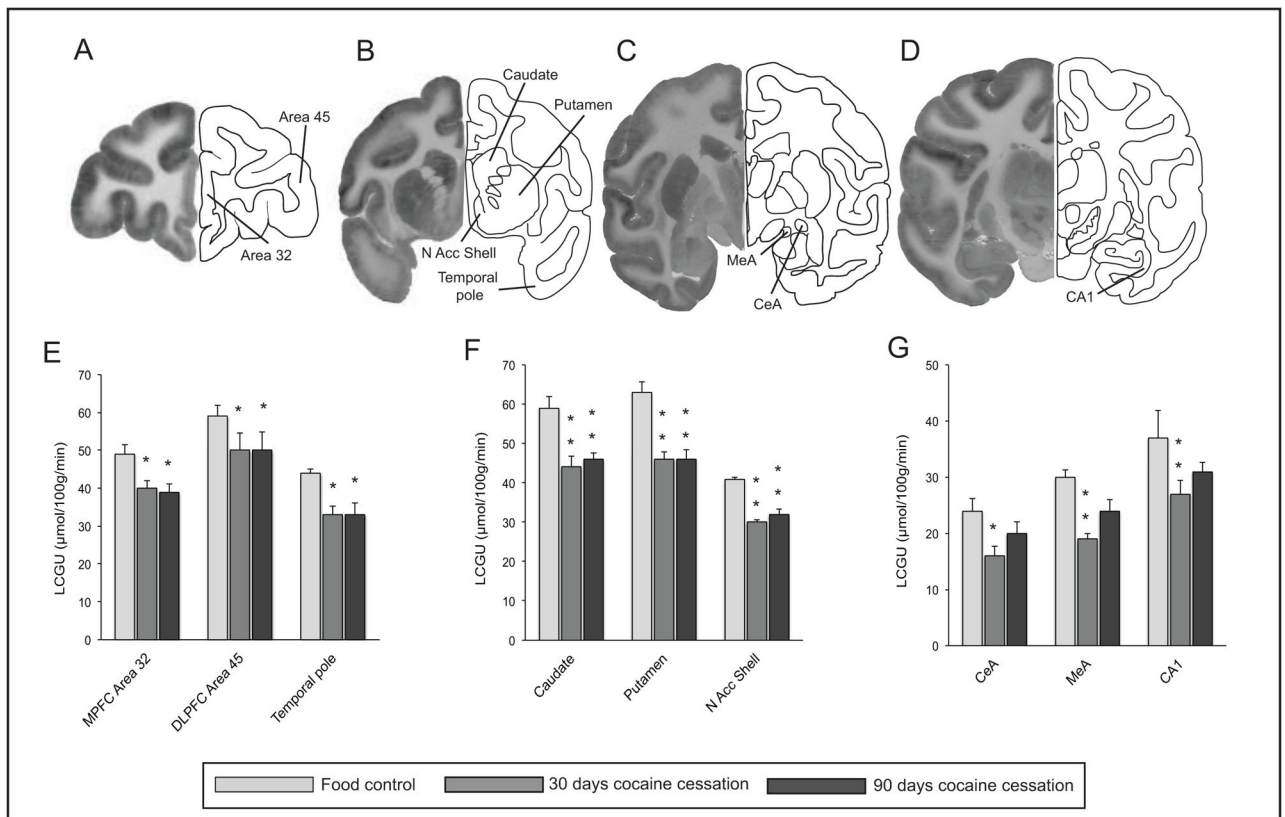 A
Area 45
Area 32
B
Caudate
Putamen
N Acc Shell
Temporal
pole
C
MeA
CeA
D
CA1
E
LCGU (µmol/100g/min)
70
60
50
40
30
20
10
0
* * * * * *
MPFC Area 32
DLPFC Area 45
Temporal pole
F
LCGU (µmol/100g/min)
70
60
50
40
30
20
10
0
* * * * * *
* * * * * *
Caudate
Putamen
N Acc Shell
G
LCGU (µmol/100g/min)
50
40
30
20
10
0
* * *
* *
CeA
MeA
CA1
Food control
30 days cocaine cessation
90 days cocaine cessation